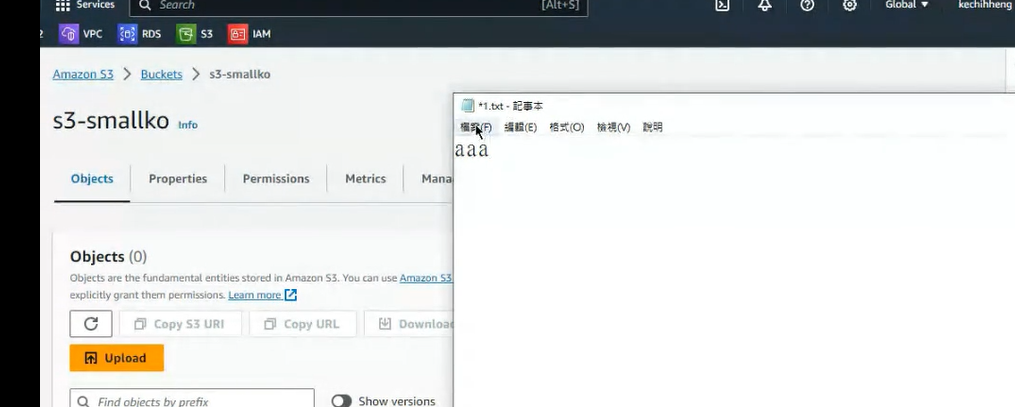 Services
Search
[Alt+S]
Global
kechihheng
2
VPC
RDS
S3
IAM
Amazon S3
Buckets
s3-smallko
s3-smallko
Info
Objects
Properties
Permissions
Metrics
Mana
Objects (0)
Objects are the fundamental entities stored in Amazon S3. You can use Amazon S3
explicitly grant them permissions. Learn more
Copy S3 URI
Copy URL
Download
Upload
Find objects by prefix
Show versions
*1.txt - 記事本
檔案(F) 編輯(E) 格式(O) 檢視(V) 說明
aaa